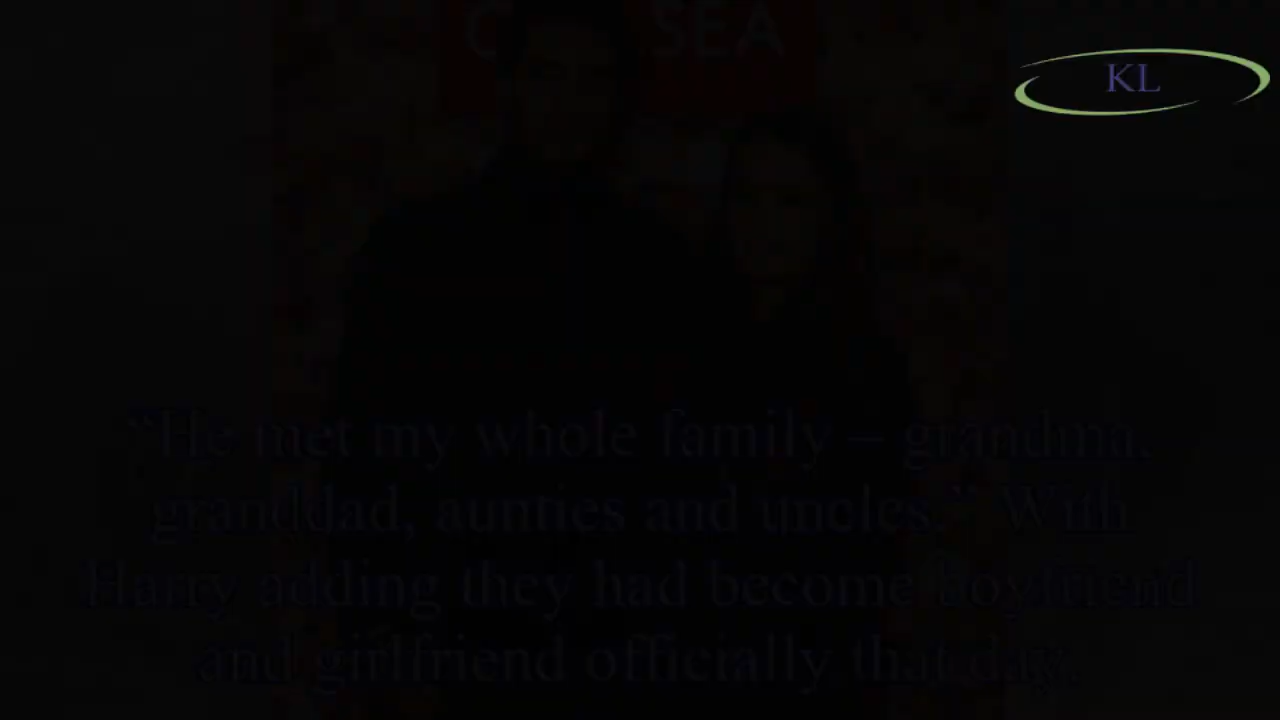 C SEA
KL
“He met my whole family – grandma,
granddad, aunties and uncles.” With
Harry adding they had become boyfriend
and girlfriend officially that day.